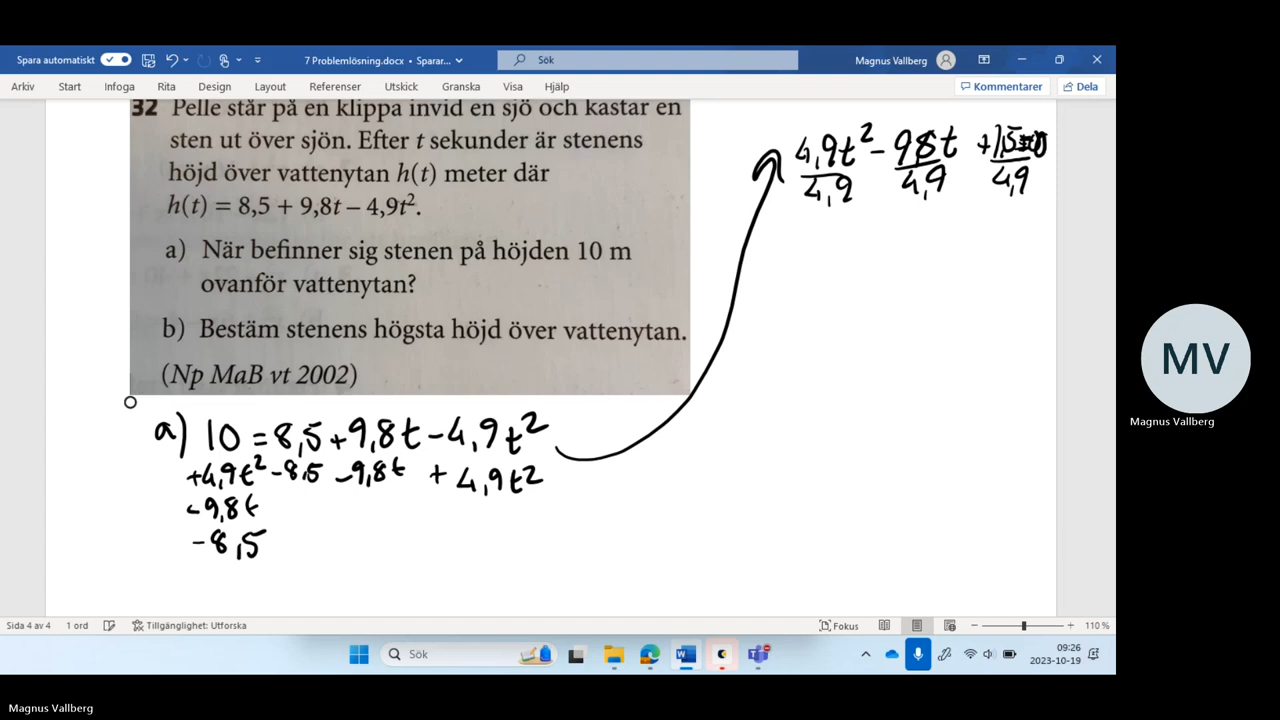 Spara automatiskt
7 Problemlösning.docx • Sparar...
Sök
Magnus Vallberg
Arkiv Start Infoga Rita Design Layout Referenser Utskick Granska Visa Hjälp
Kommentarer
Dela
32 Pelle står på en klippa invid en sjö och kastar en
sten ut över sjön. Efter t sekunder är stenens
höjd över vattenytan h(t) meter där
h(t) = 8,5 + 9,8t – 4,9t².
a) När befinner sig stenen på höjden 10 m
ovanför vattenytan?
b) Bestäm stenens högsta höjd över vattenytan.
(Np MaB vt 2002)
4,9t² - 98t +1,5
4,9 4,9 4,9
a) 10 = 8,5 + 9,8t - 4,9t²
+4,9t² -8,5 -9,8t + 4,9t²
-9,8t
-8,5
MV
Magnus Vallberg
Sida 4 av 4
1 ord
Tillgänglighet: Utforska
Fokus
110 %
Sök
09:26
2023-10-19
Magnus Vallberg